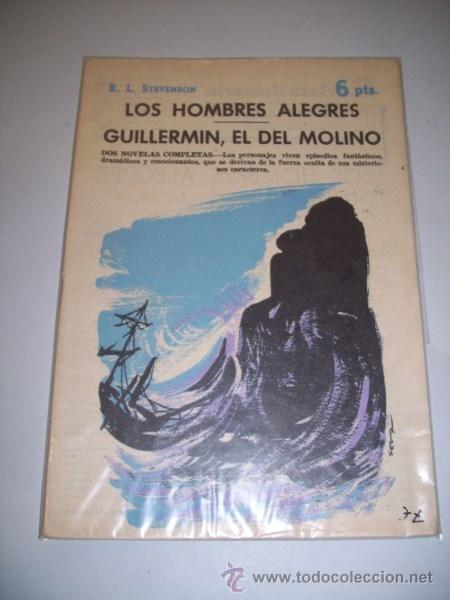 R. L. STEVENSON
6 pts.
LOS HOMBRES ALEGRES
GUILLERMIN, EL DEL MOLINO
DOS NOVELAS COMPLETAS.—Los personajes viven episodios fantásticos,
dramáticos y emocionantes, que se derivan de la fuerza oculta de sus misterio-
sos caracteres.
todocoleccion
www.todocoleccion.net